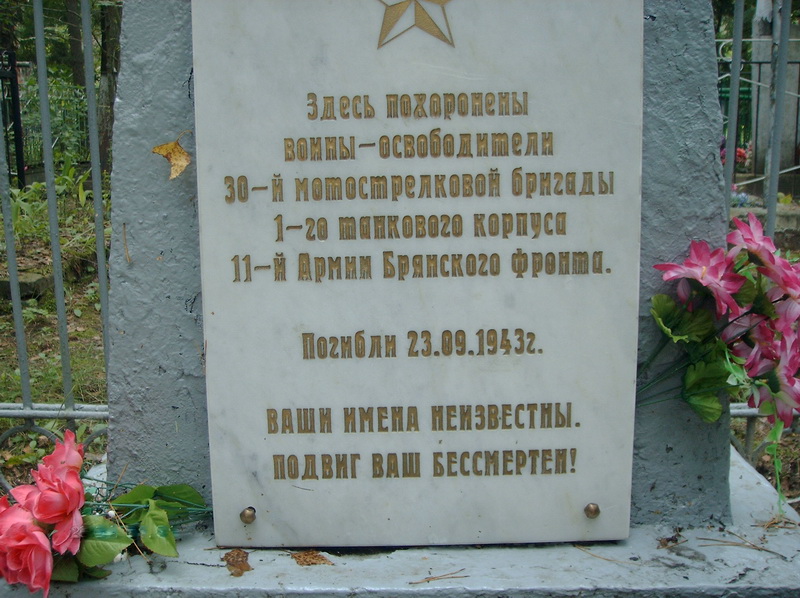 Здесь похоронены
воины-освободители
30-й мотострелковой бригады
1-го танкового корпуса
11-й Армии Брянского фронта.
Погибли 23.09.1943г.
ВАШИ ИМЕНА НЕИЗВЕСТНЫ.
ПОДВИГ ВАШ БЕССМЕРТЕН!